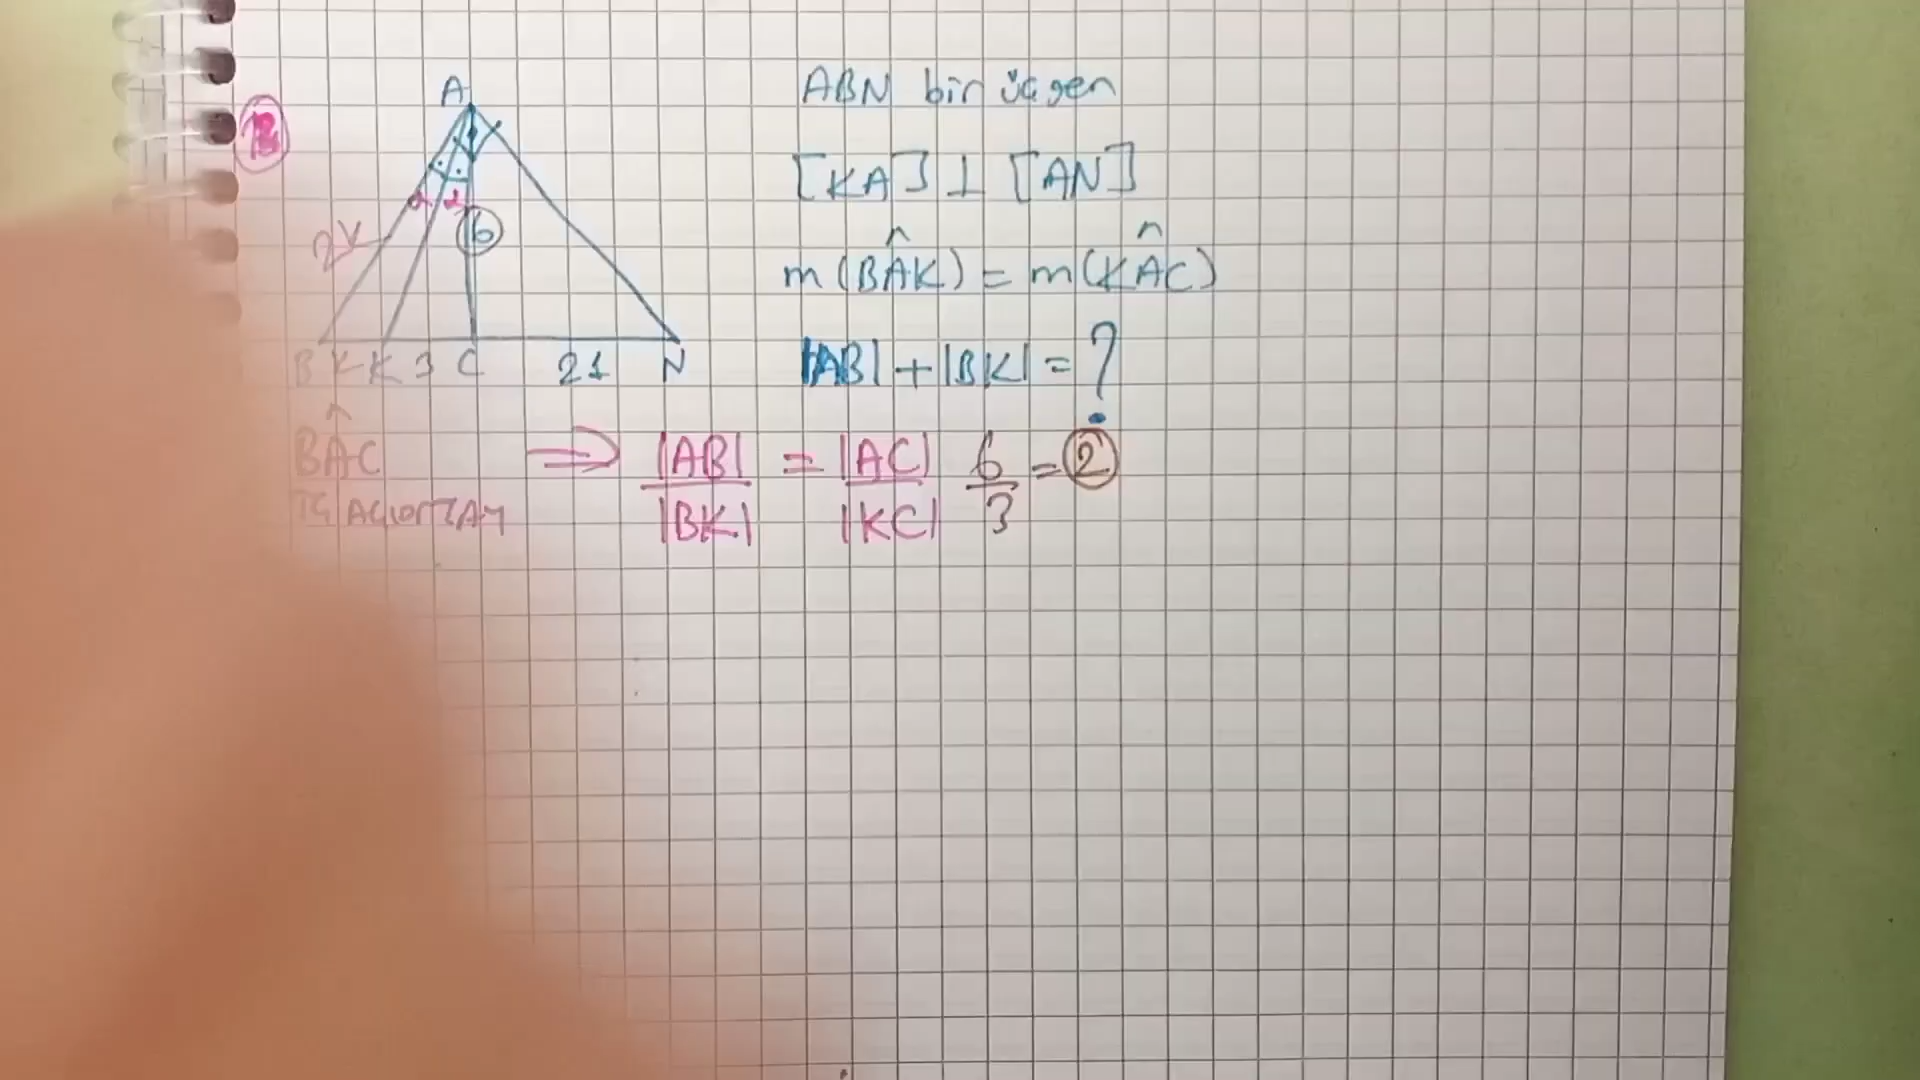 A
ABN bir üçgen
[KA] ⊥ [AN]
α α
2k 6
m(BÂK) = m(KÂC)
B k K 3 C 21 N
|AB| + |BK| = ?
BÂC
⇒ |AB| / |BK| = |AC| / |KC| 6/3 = 2
İÇ AÇIORTAY